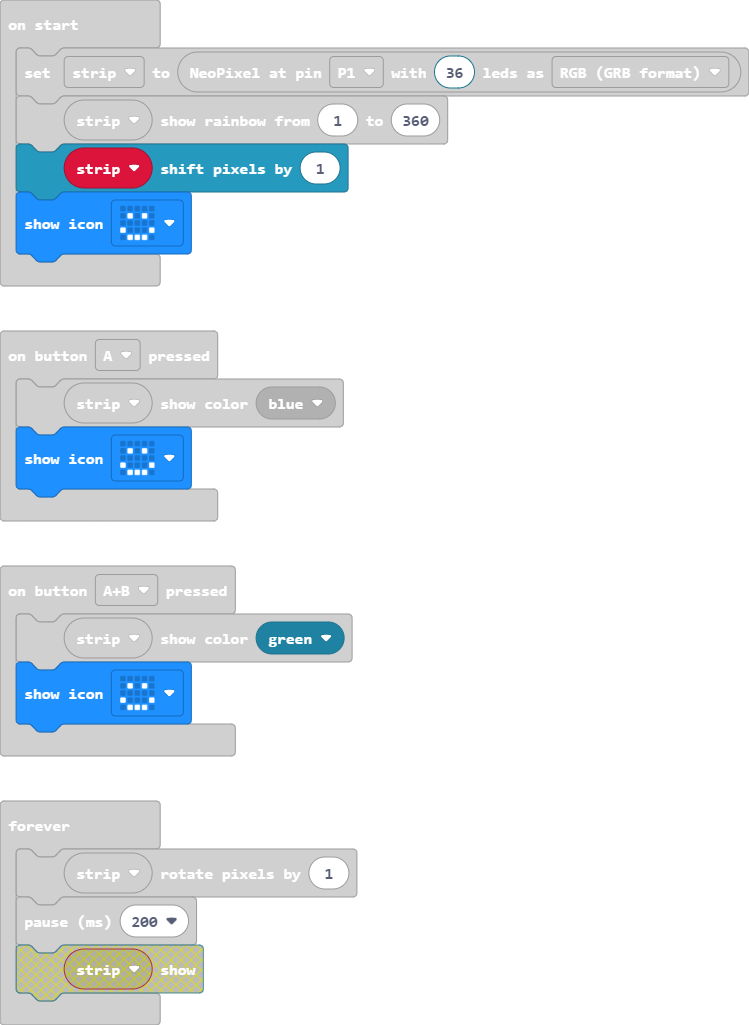 on start
set strip to NeoPixel at pin P1 with 36 leds as RGB (GRB format)
strip show rainbow from 1 to 360
strip shift pixels by 1
show icon
on button A pressed
strip show color blue
show icon
on button A+B pressed
strip show color green
show icon
forever
strip rotate pixels by 1
pause (ms) 200
strip show